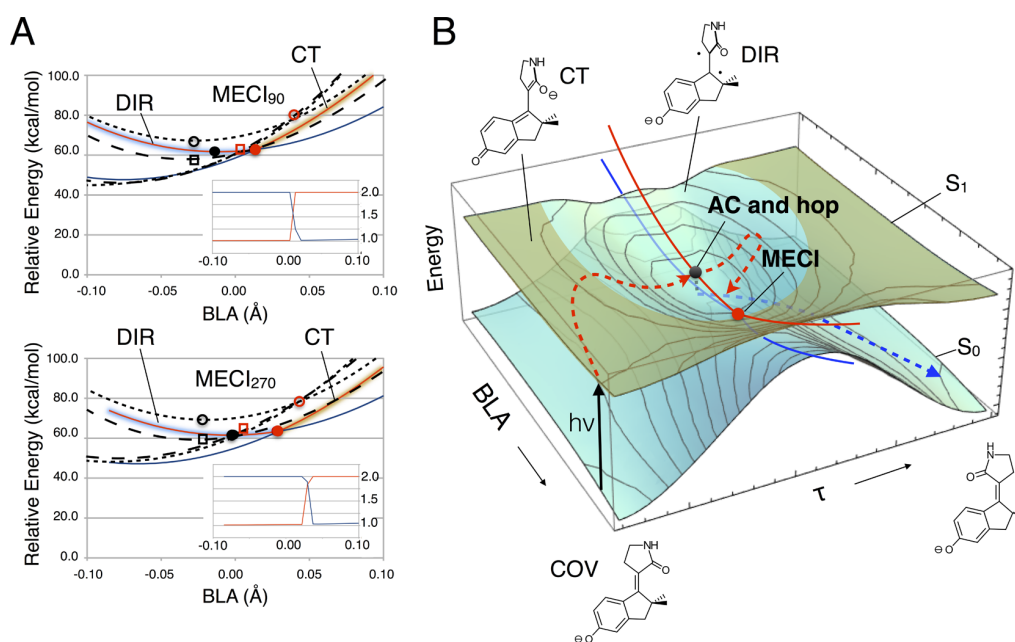 A
CT
100.0
DIR
MECI90
80.0
60.0
40.0
20.0
0.0
2.0
1.5
1.0
-0.10
0.00
0.10
-0.10
-0.05
0.00
0.05
0.10
BLA (Å)
Relative Energy (kcal/mol)
DIR
CT
100.0
MECI270
80.0
60.0
40.0
20.0
0.0
2.0
1.5
1.0
-0.10
0.00
0.10
-0.10
-0.05
0.00
0.05
0.10
BLA (Å)
Relative Energy (kcal/mol)
B
NH
O
⊖
O
CT
NH
O
⊖
O
DIR
S1
AC and hop
MECI
Energy
S0
BLA
hν
τ
COV
NH
O
⊖
O
H
N
O
⊖
O